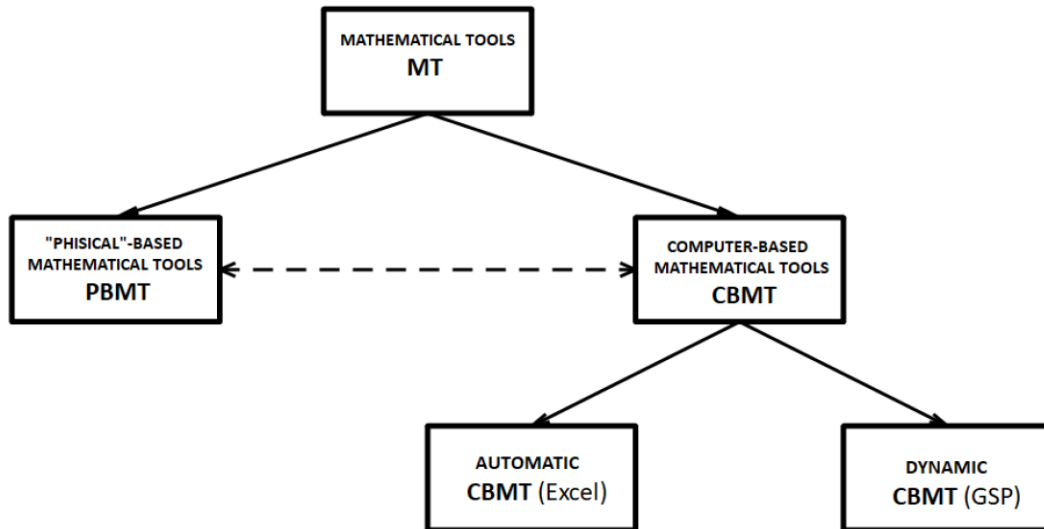 MATHEMATICAL TOOLS
MT
"PHISICAL"-BASED
MATHEMATICAL TOOLS
PBMT
COMPUTER-BASED
MATHEMATICAL TOOLS
CBMT
AUTOMATIC
CBMT (Excel)
DYNAMIC
CBMT (GSP)